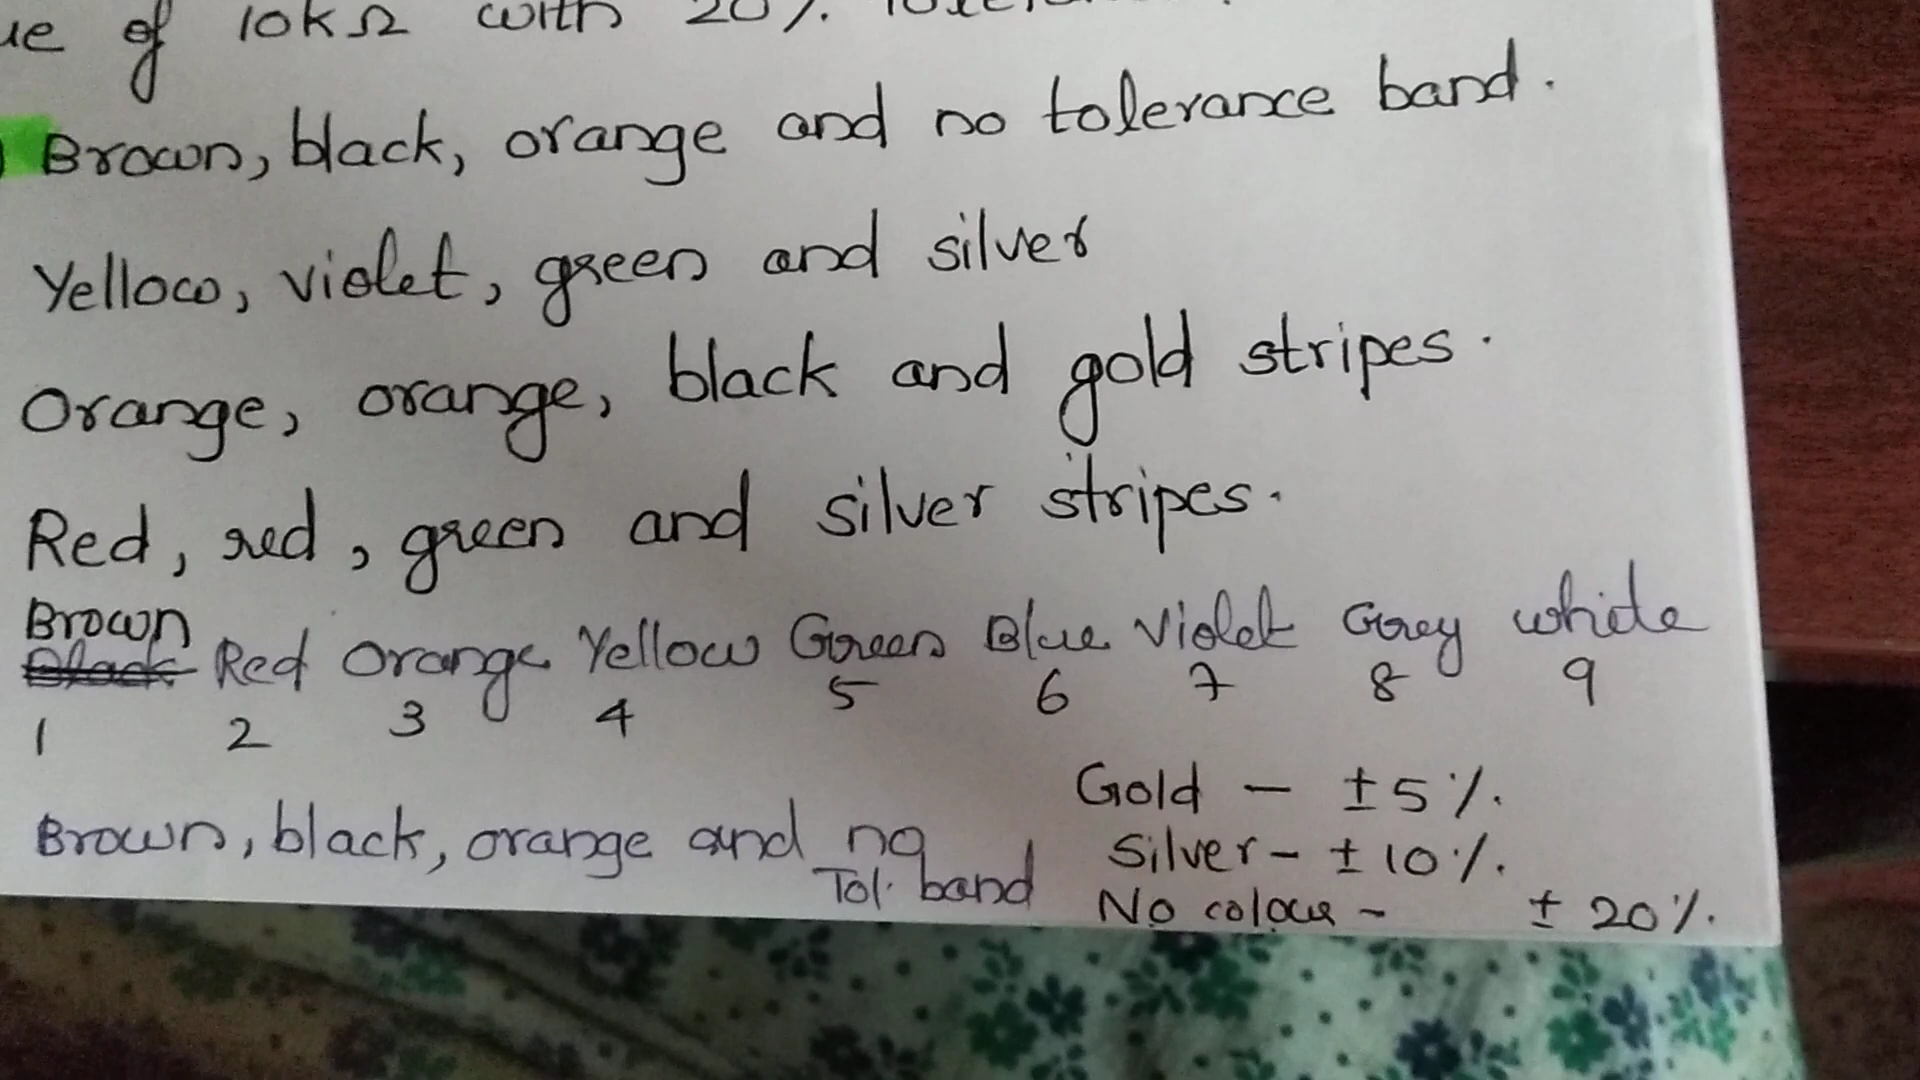 of 10kΩ with 20%
Brown, black, orange and no tolerance band.
Yellow, violet, green and silver
Orange, orange, black and gold stripes.
Red, red, green and silver stripes.
Brown
Black Red Orange Yellow Green Blue Violet Grey white
1 2 3 4 5 6 7 8 9
Gold - ±5%.
Brown, black, orange and no
Tol. band
Silver - ±10%.
No colour - ±20%.